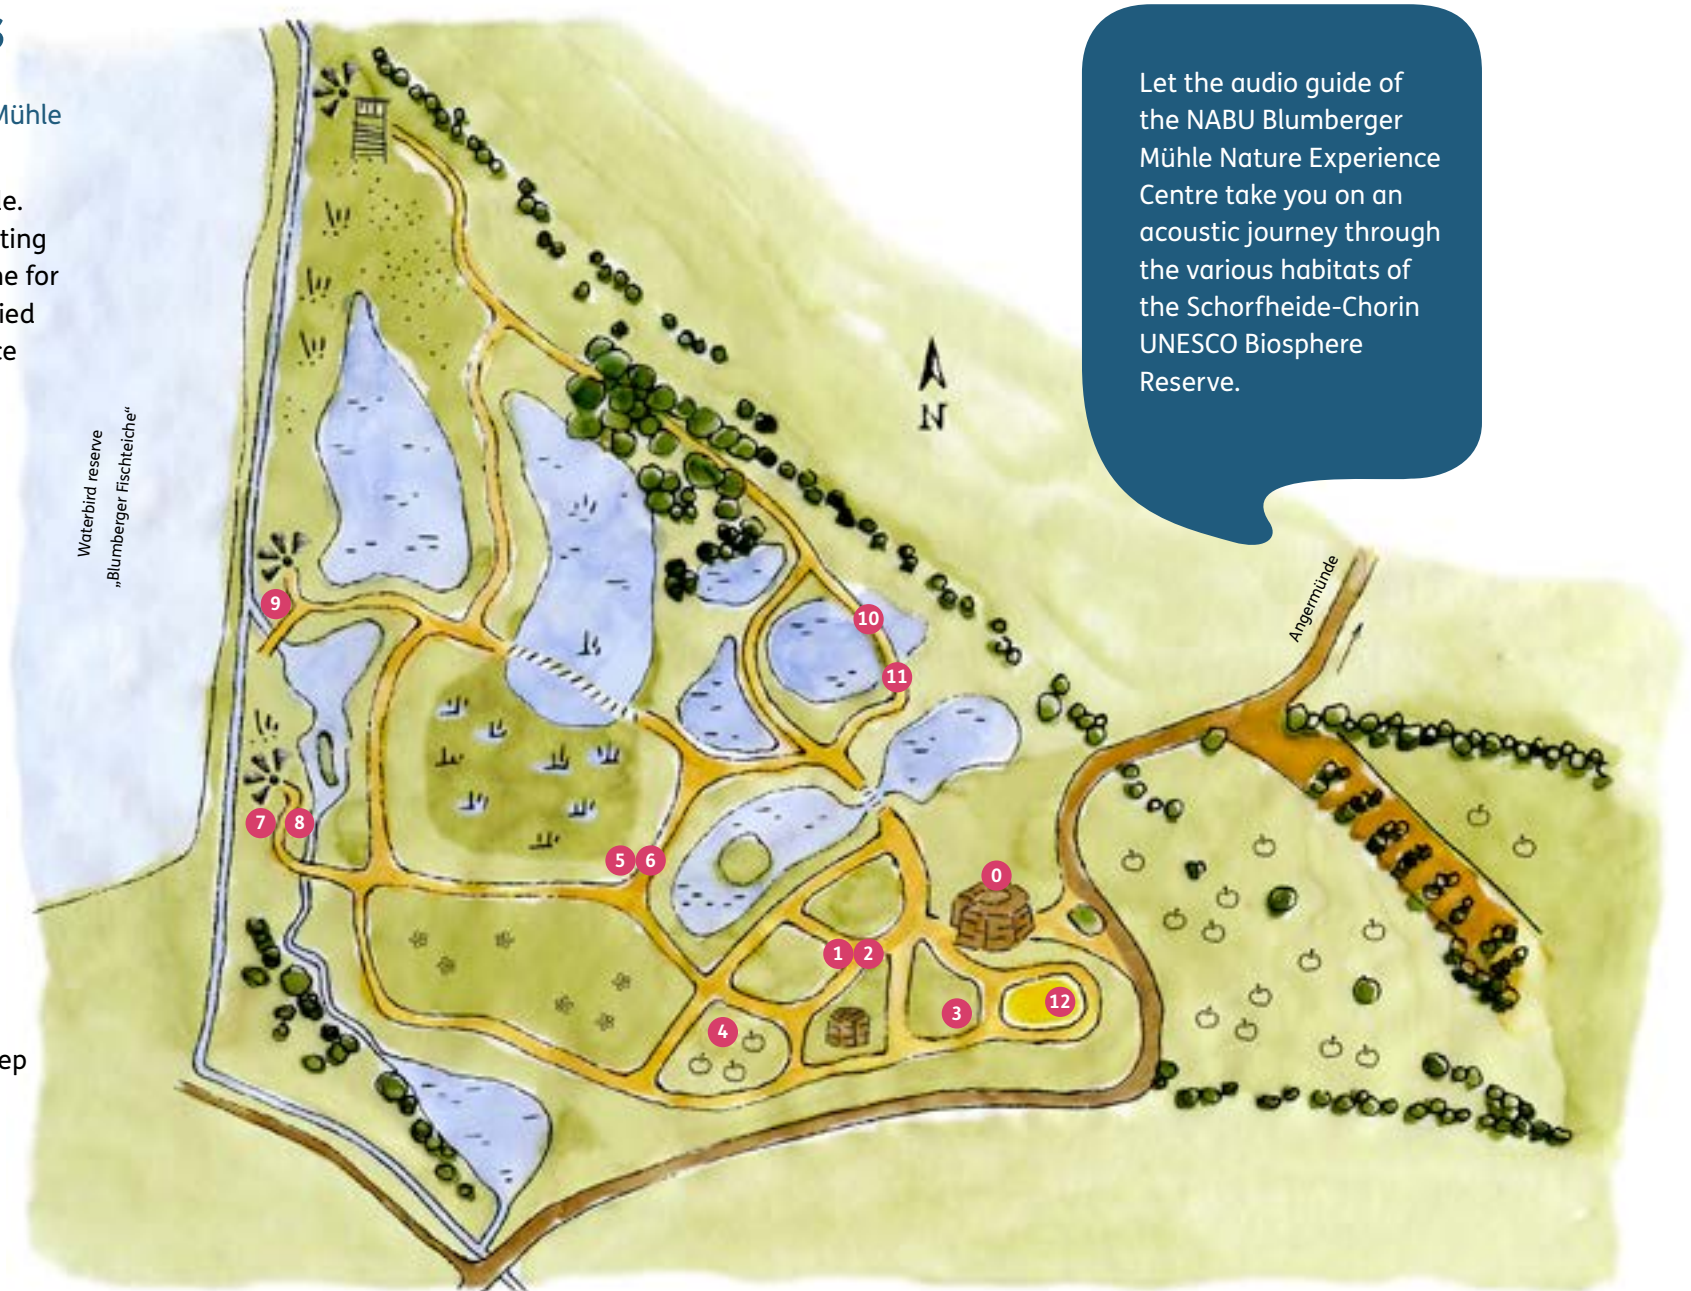 s
Mühle
e.
ting
ne for
ied
ce
ep
Let the audio guide of
the NABU Blumberger
Mühle Nature Experience
Centre take you on an
acoustic journey through
the various habitats of
the Schorfheide-Chorin
UNESCO Biosphere
Reserve.
Waterbird reserve
„Blumberger Fischteiche“
N
Angermünde
9
10
11
7
8
5
6
0
1
2
12
3
4